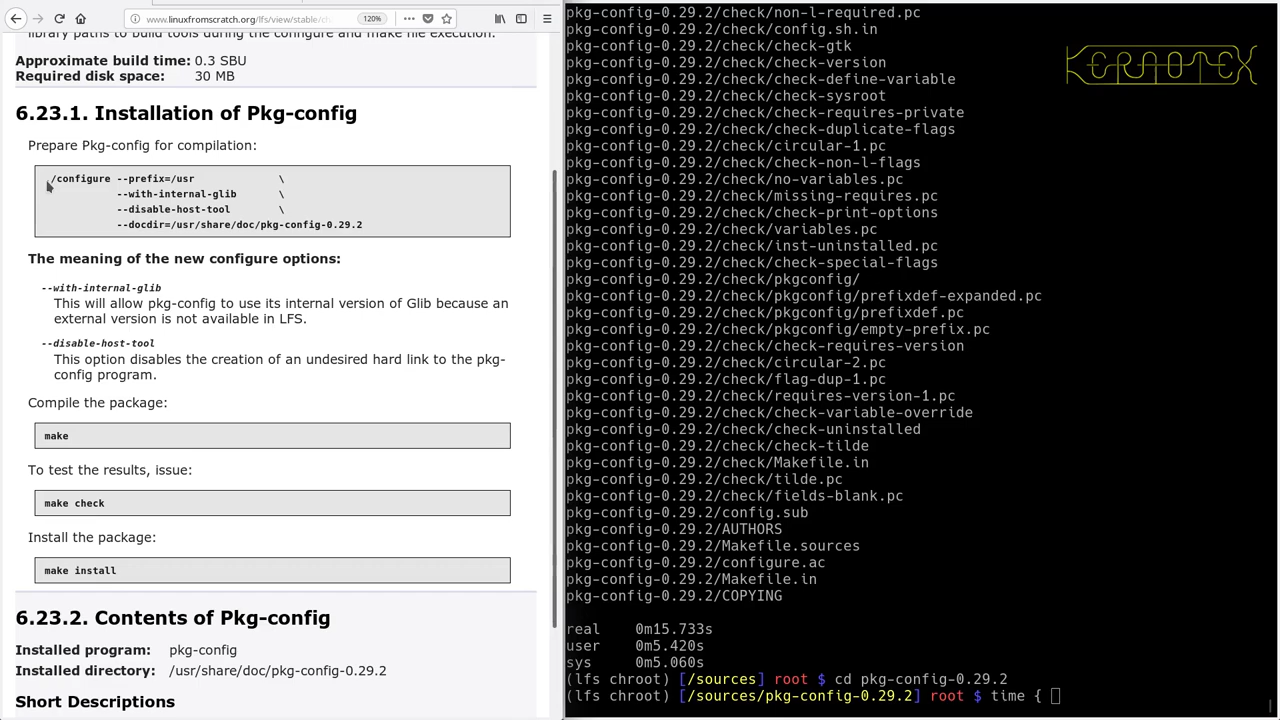 www.linuxfromscratch.org/lfs/view/stable/ch
120%
library paths to build tools during the configure and make file execution.
Approximate build time: 0.3 SBU
Required disk space: 30 MB
6.23.1. Installation of Pkg-config
Prepare Pkg-config for compilation:
./configure --prefix=/usr \
--with-internal-glib \
--disable-host-tool \
--docdir=/usr/share/doc/pkg-config-0.29.2
The meaning of the new configure options:
--with-internal-glib
This will allow pkg-config to use its internal version of Glib because an
external version is not available in LFS.
--disable-host-tool
This option disables the creation of an undesired hard link to the pkg-
config program.
Compile the package:
make
To test the results, issue:
make check
Install the package:
make install
6.23.2. Contents of Pkg-config
Installed program: pkg-config
Installed directory: /usr/share/doc/pkg-config-0.29.2
Short Descriptions
pkg-config-0.29.2/check/non-l-required.pc
pkg-config-0.29.2/check/config.sh.in
pkg-config-0.29.2/check/check-gtk
pkg-config-0.29.2/check/check-version
pkg-config-0.29.2/check/check-define-variable
pkg-config-0.29.2/check/check-sysroot
pkg-config-0.29.2/check/check-requires-private
pkg-config-0.29.2/check/check-duplicate-flags
pkg-config-0.29.2/check/circular-1.pc
pkg-config-0.29.2/check/check-non-l-flags
pkg-config-0.29.2/check/no-variables.pc
pkg-config-0.29.2/check/missing-requires.pc
pkg-config-0.29.2/check/check-print-options
pkg-config-0.29.2/check/variables.pc
pkg-config-0.29.2/check/inst-uninstalled.pc
pkg-config-0.29.2/check/check-special-flags
pkg-config-0.29.2/check/pkgconfig/
pkg-config-0.29.2/check/pkgconfig/prefixdef-expanded.pc
pkg-config-0.29.2/check/pkgconfig/prefixdef.pc
pkg-config-0.29.2/check/pkgconfig/empty-prefix.pc
pkg-config-0.29.2/check/check-requires-version
pkg-config-0.29.2/check/circular-2.pc
pkg-config-0.29.2/check/flag-dup-1.pc
pkg-config-0.29.2/check/requires-version-1.pc
pkg-config-0.29.2/check/check-variable-override
pkg-config-0.29.2/check/check-uninstalled
pkg-config-0.29.2/check/check-tilde
pkg-config-0.29.2/check/Makefile.in
pkg-config-0.29.2/check/tilde.pc
pkg-config-0.29.2/check/fields-blank.pc
pkg-config-0.29.2/config.sub
pkg-config-0.29.2/AUTHORS
pkg-config-0.29.2/Makefile.sources
pkg-config-0.29.2/configure.ac
pkg-config-0.29.2/Makefile.in
pkg-config-0.29.2/COPYING
real 0m15.733s
user 0m5.420s
sys 0m5.060s
(lfs chroot) [/sources] root $ cd pkg-config-0.29.2
(lfs chroot) [/sources/pkg-config-0.29.2] root $ time {
KERAOTEX